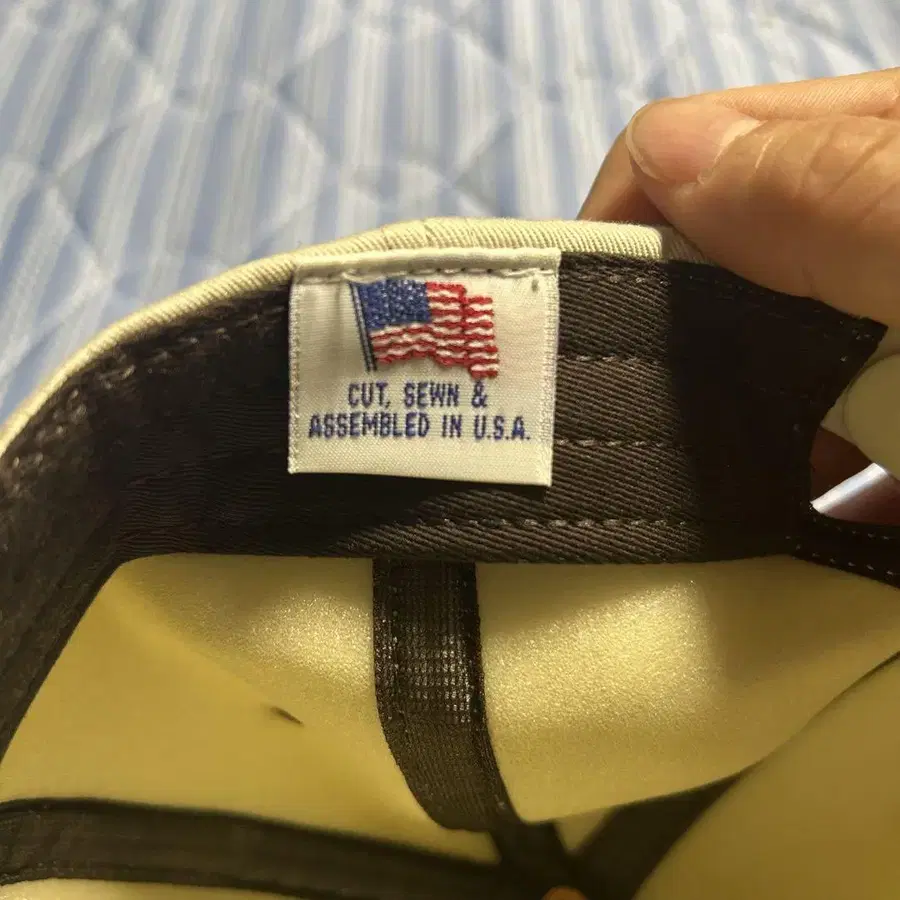 CUT, SEWN &
ASSEMBLED IN U.S.A.